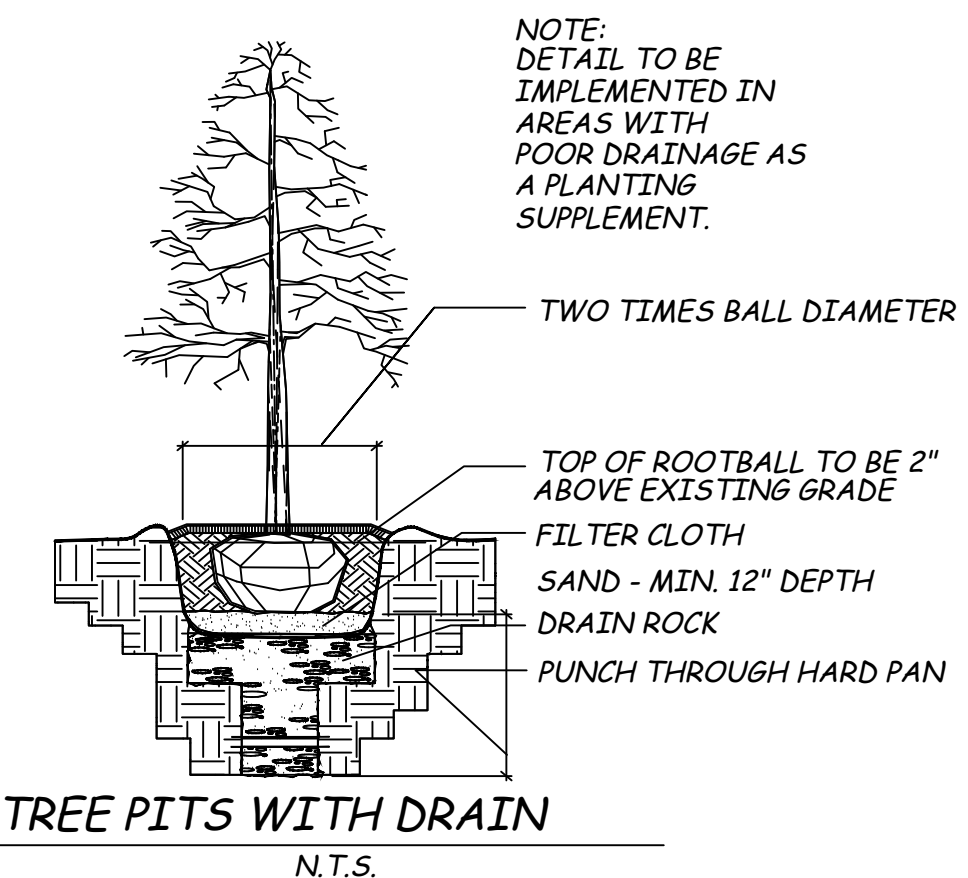 NOTE:
DETAIL TO BE
IMPLEMENTED IN
AREAS WITH
POOR DRAINAGE AS
A PLANTING
SUPPLEMENT.
TWO TIMES BALL DIAMETER
TOP OF ROOTBALL TO BE 2"
ABOVE EXISTING GRADE
FILTER CLOTH
SAND - MIN. 12" DEPTH
DRAIN ROCK
PUNCH THROUGH HARD PAN
TREE PITS WITH DRAIN
N.T.S.